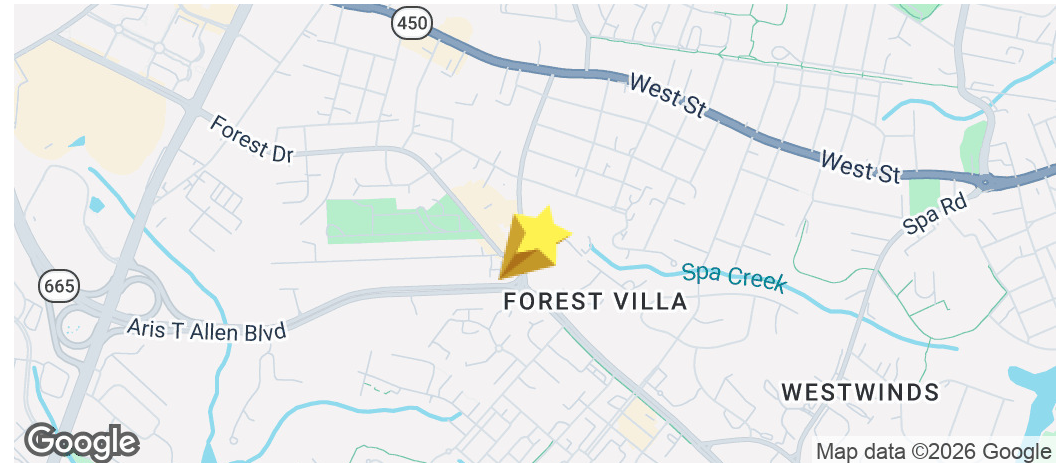 450
West St
Forest Dr
West St
Spa Rd
Spa Creek
665
FOREST VILLA
Aris T Allen Blvd
WESTWINDS
Google
Map data ©2026 Google